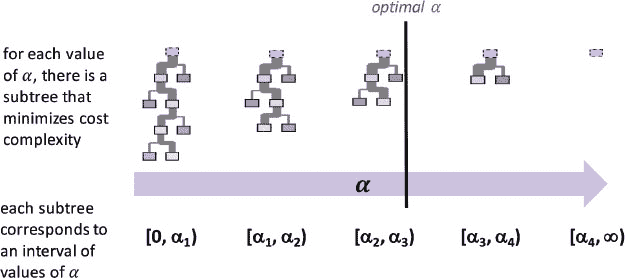 optimal α
for each value
of α, there is a
subtree that
minimizes cost
complexity
α
each subtree
corresponds to
an interval of
values of α
[0, α₁)
[α₁, α₂)
[α₂, α₃)
[α₃, α₄)
[α₄, ∞)